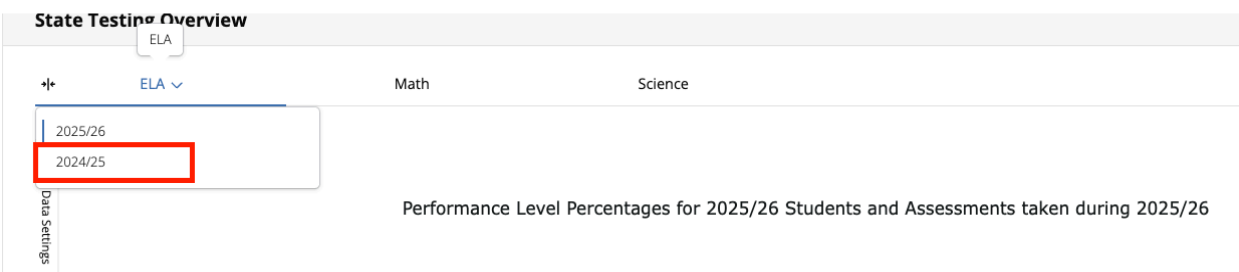 State Testing Overview
ELA
ELA
Math
Science
2025/26
2024/25
Data Settings
Performance Level Percentages for 2025/26 Students and Assessments taken during 2025/26